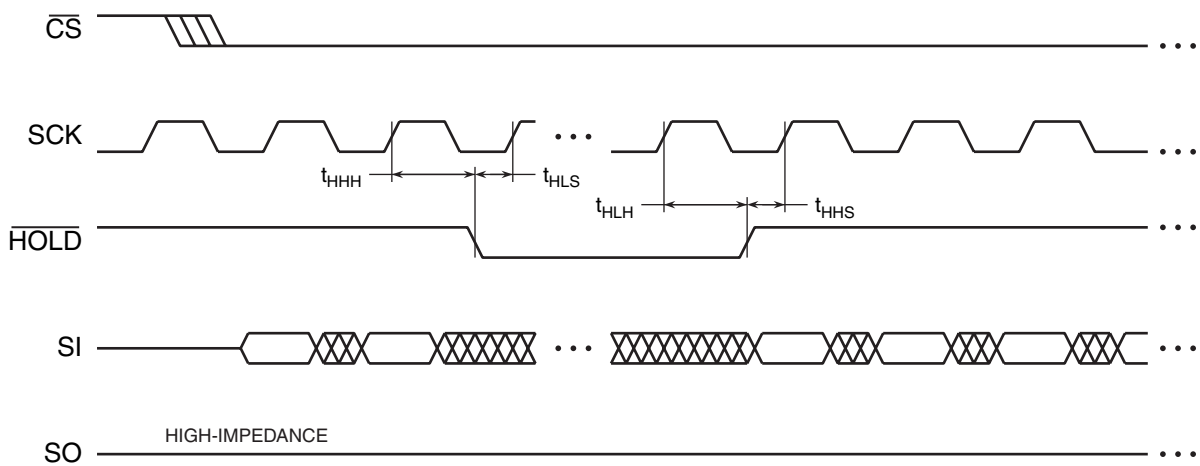 CS
SCK
tHHH tHLS
tHLH tHHS
HOLD
SI
HIGH-IMPEDANCE
SO